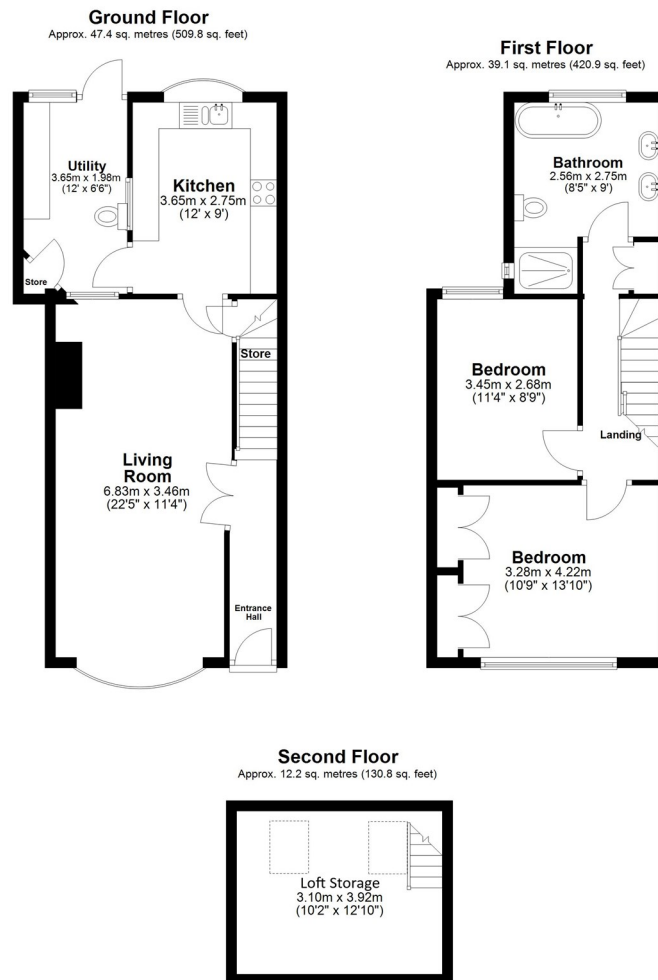 Ground Floor
Approx. 47.4 sq. metres (509.8 sq. feet)
Utility
3.65m x 1.98m
(12' x 6'6")
Kitchen
3.65m x 2.75m
(12' x 9')
Store
Store
Living
Room
6.83m x 3.46m
(22'5" x 11'4")
Entrance
Hall
First Floor
Approx. 39.1 sq. metres (420.9 sq. feet)
Bathroom
2.56m x 2.75m
(8'5" x 9')
Bedroom
3.45m x 2.68m
(11'4" x 8'9")
Landing
Bedroom
3.28m x 4.22m
(10'9" x 13'10")
Second Floor
Approx. 12.2 sq. metres (130.8 sq. feet)
Loft Storage
3.10m x 3.92m
(10'2" x 12'10")